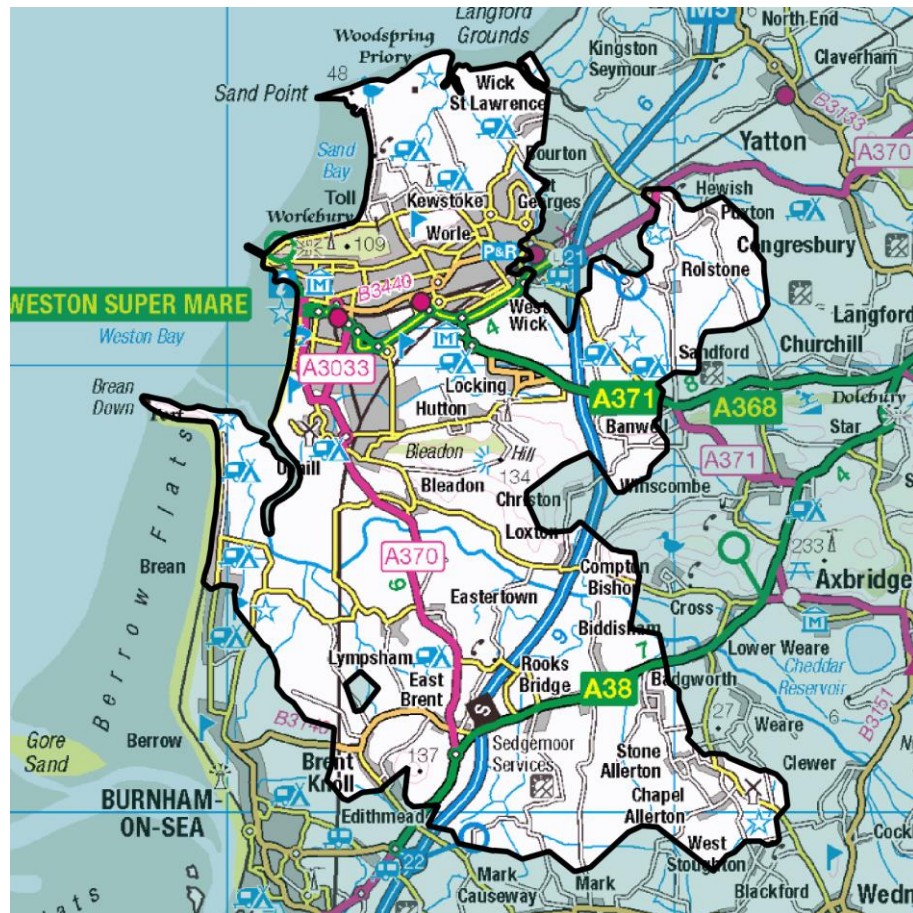 Langford
Grounds
M5
North End
Woodspring
Priory
Kingston
Seymour
Claverham
48
Wick
St Lawrence
Sand Point
6
B3133
Yatton
A370
Sand
Bay
Bourton
Hewish
Puxton
Toll
Kewstoke
Georges
Worlebury
109
Worle
P&R
21
Congresbury
Rolstone
M
B3440
WESTON SUPER MARE
West
Wick
4
Langford
Weston Bay
M
Sandford
Churchill
A3033
Brean
Down
Locking
A371
8
A368
Dolebury
Hutton
Banwell
Star
Bleadon
Hill
A371
4
Uphill
134
Bleadon
Christon
Winscombe
Loxton
A370
233
Brean
6
Compton
Bishop
Axbridge
Eastertown
Cross
M
9
Biddisham
Lower Weare
Lympsham
7
Cheddar
Reservoir
East
Brent
Rooks
Bridge
A38
Badgworth
Berrow Flats
S
27
Weare
6
B3151
B3140
Gore
Sand
Berrow
137
Sedgemoor
Services
Stone
Allerton
Clewer
Brent
Knoll
BURNHAM-
ON-SEA
Chapel
Allerton
Edithmead
Cock
West
Stoughton
22
Mark
Causeway
Mark
Blackford
Wedm